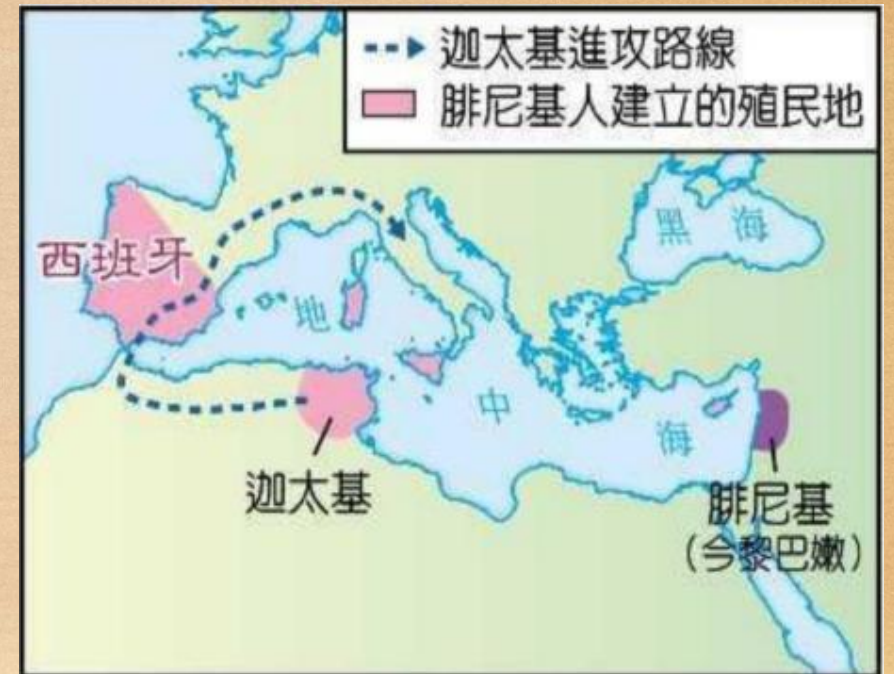 迦太基進攻路線
腓尼基人建立的殖民地
黑海
西班牙
地中海
迦太基
腓尼基
(今黎巴嫩)